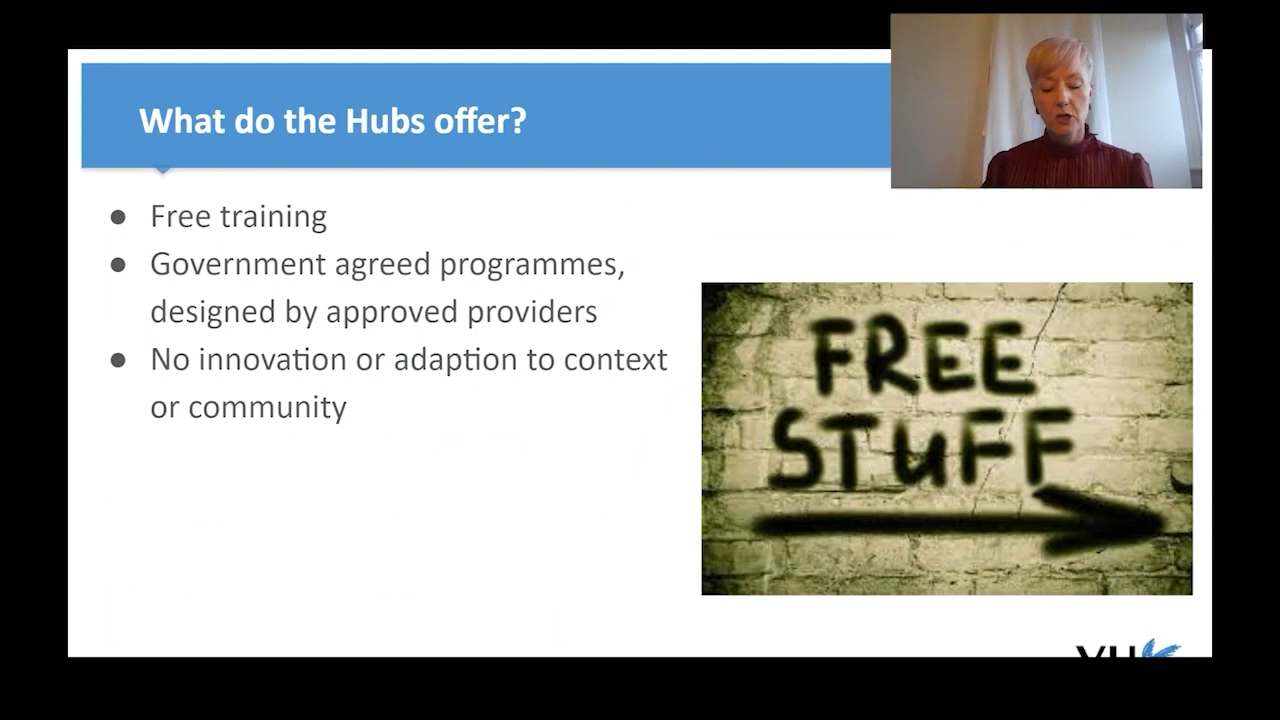 What do the Hubs offer?
● Free training
● Government agreed programmes,
designed by approved providers
● No innovation or adaption to context
or community
FREE
STUFF